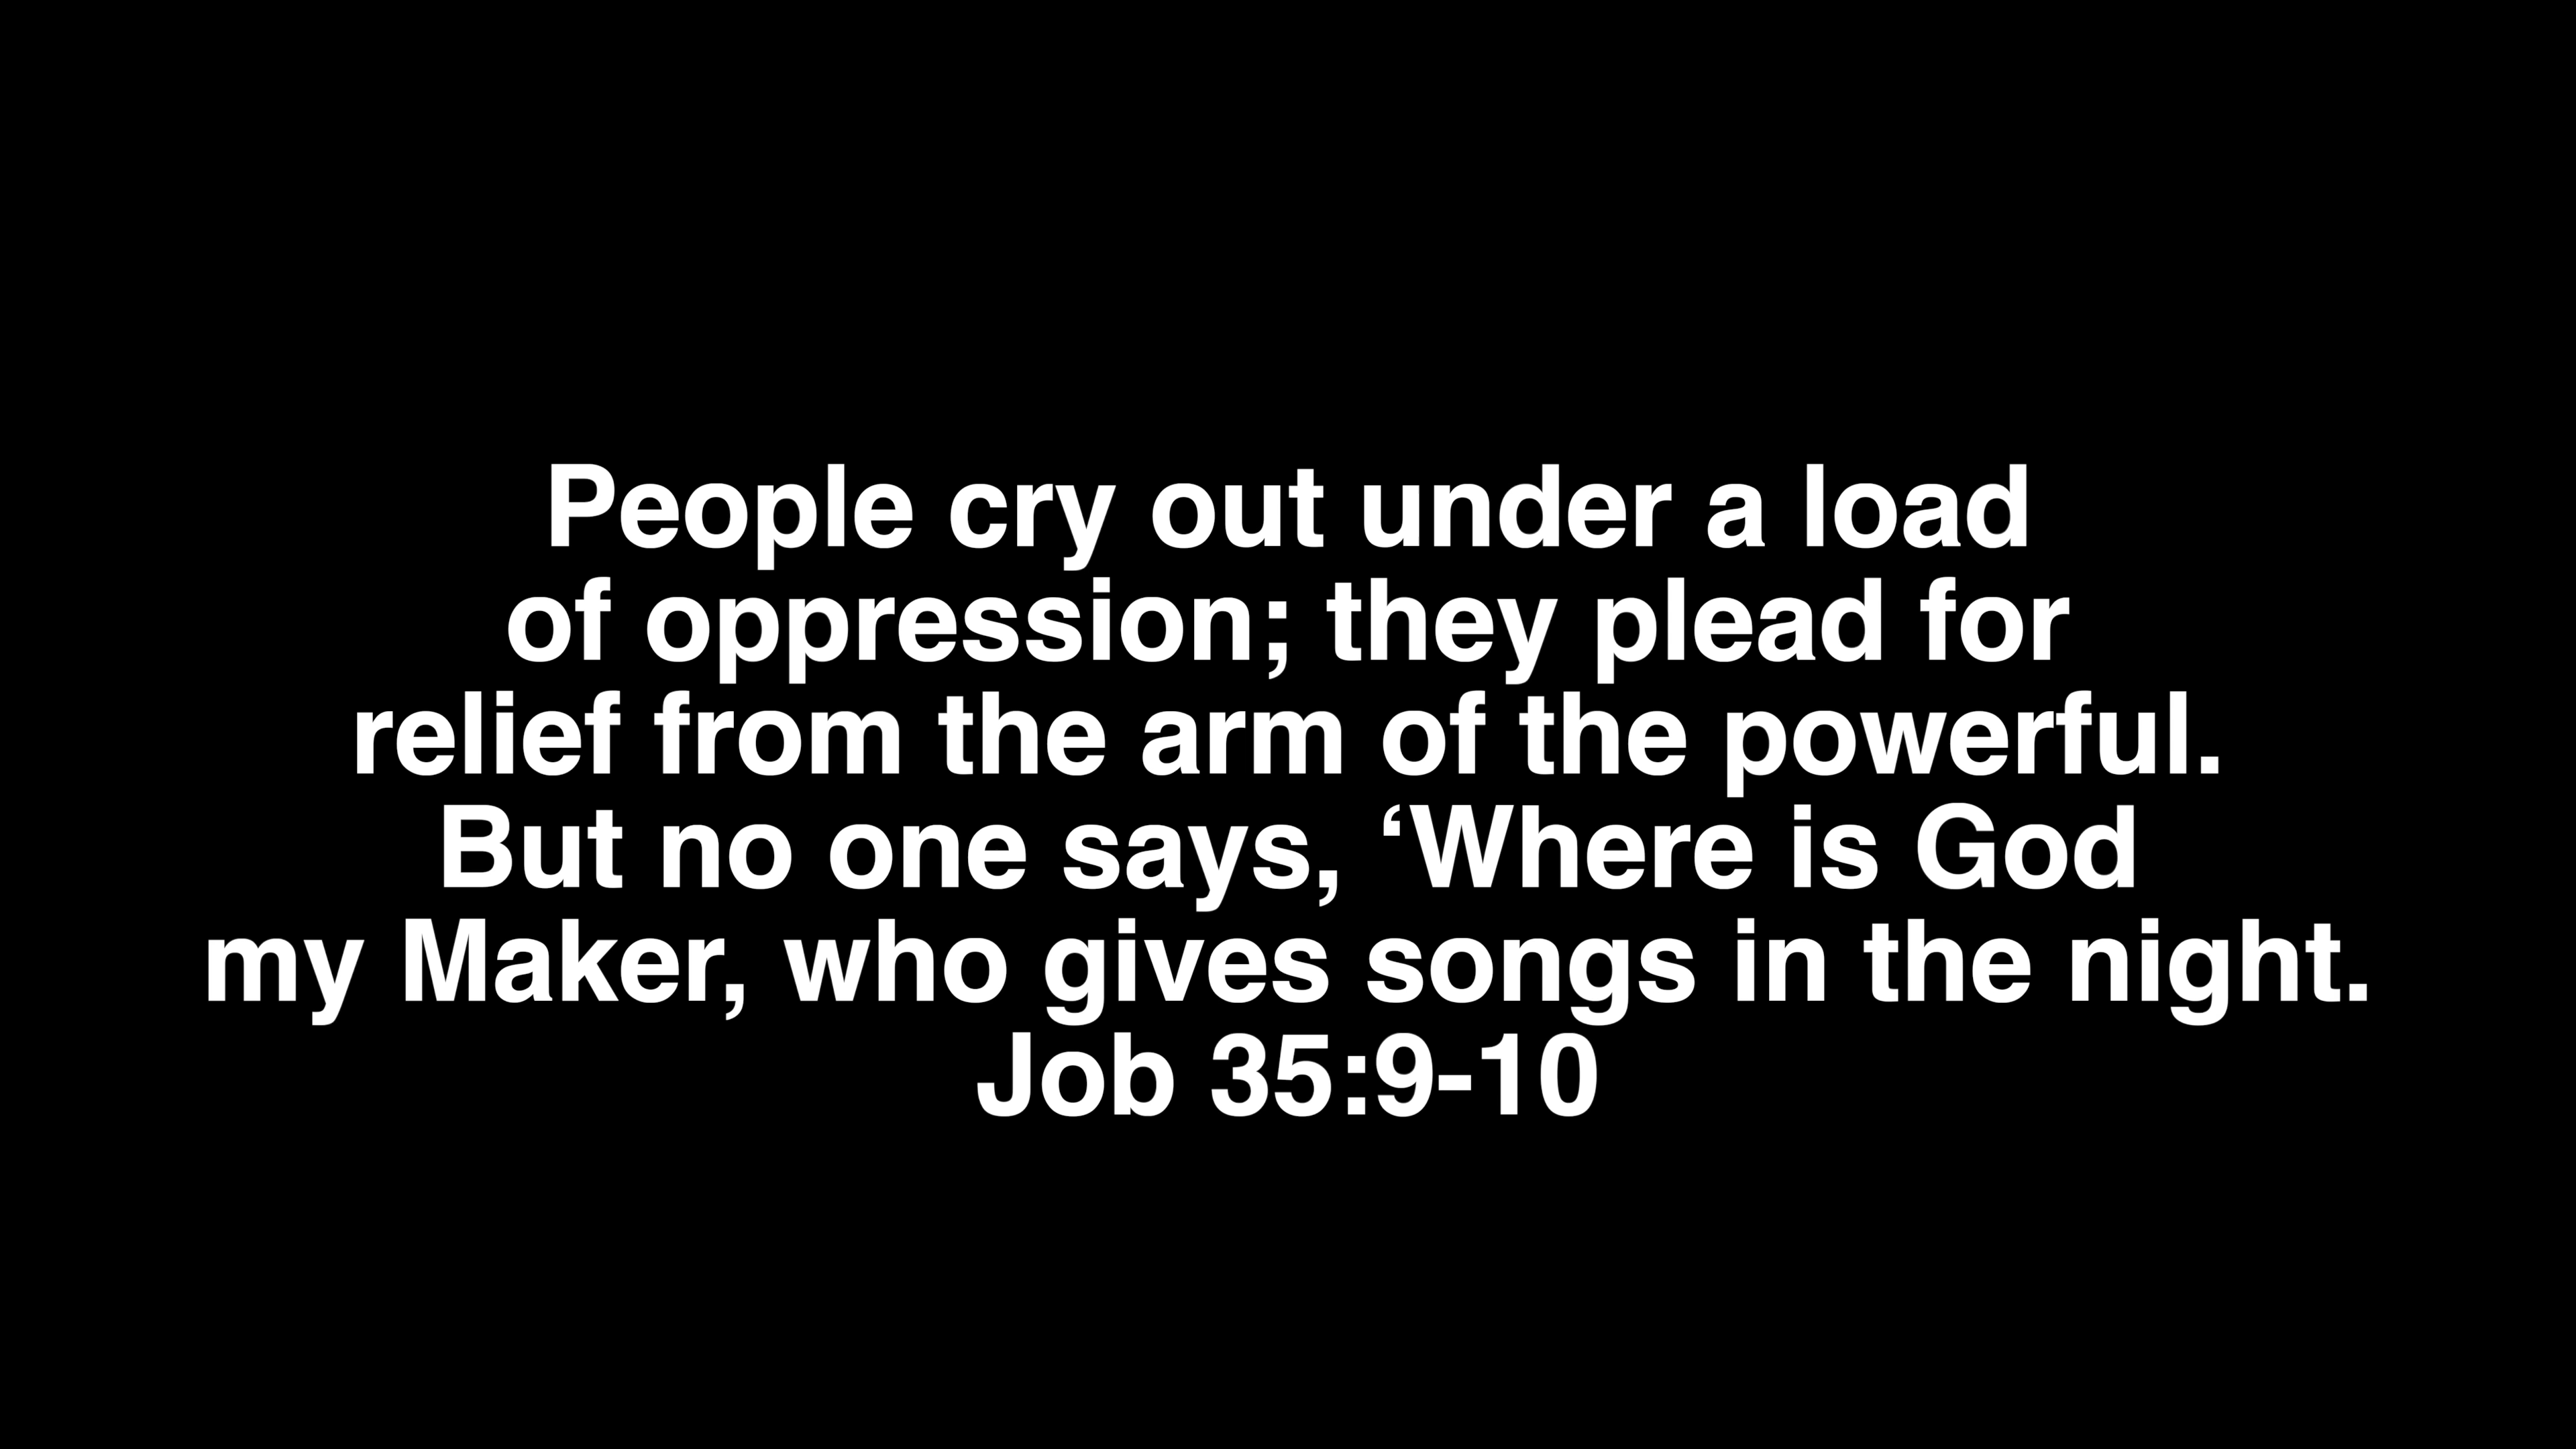 People cry out under a load
of oppression; they plead for
relief from the arm of the powerful.
But no one says, ‘Where is God
my Maker, who gives songs in the night.
Job 35:9-10